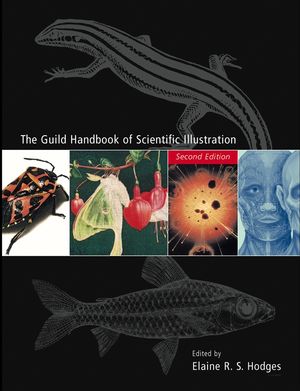 The Guild Handbook of Scientific Illustration
Second Edition
Edited by
Elaine R. S. Hodges